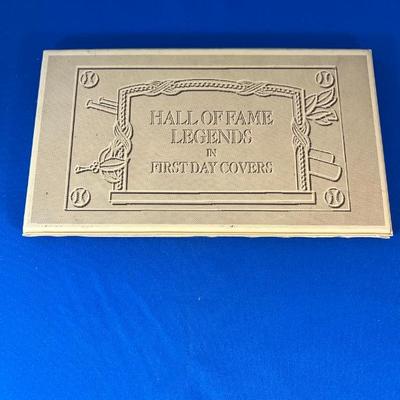 HALL OF FAME
LEGENDS
IN
FIRST DAY COVERS